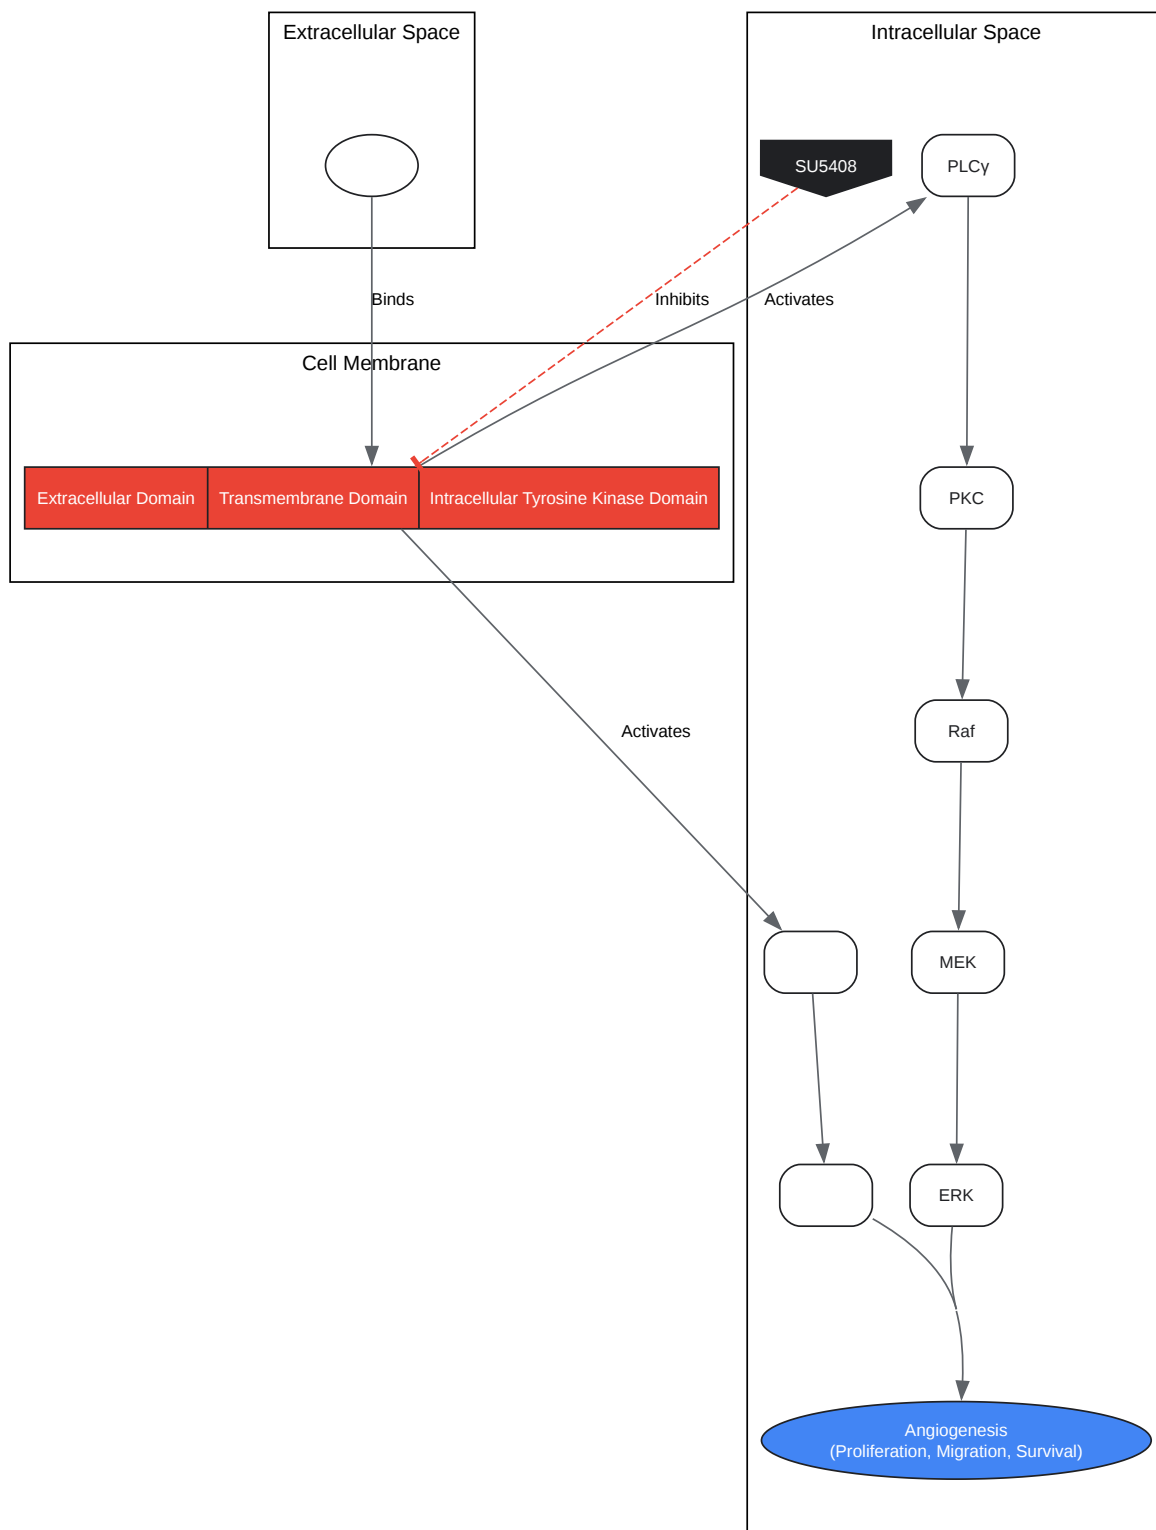 Extracellular Space
Intracellular Space
SU5408
PLCγ
Binds
Inhibits
Activates
Cell Membrane
Extracellular Domain
Transmembrane Domain
Intracellular Tyrosine Kinase Domain
PKC
Activates
Raf
MEK
ERK
Angiogenesis
(Proliferation, Migration, Survival)